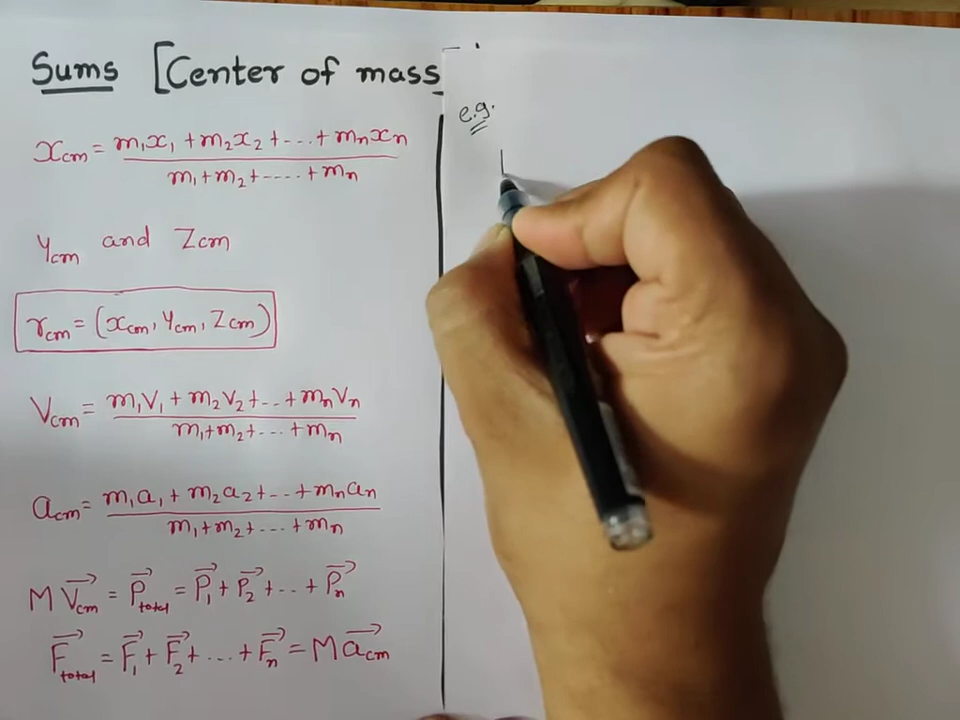 Sums [Center of mass
xcm = m1x1 + m2x2 + ... + mnxn / m1 + m2 + .... + mn
Ycm and Zcm
rcm = (xcm, Ycm, Zcm)
Vcm = m1V1 + m2V2 + .. + mnVn / m1 + m2 + ... + mn
acm = m1a1 + m2a2 + .. + mnan / m1 + m2 + ... + mn
M V⃗cm = P⃗total = P⃗1 + P⃗2 + .. + P⃗n
F⃗total = F⃗1 + F⃗2 + ... + F⃗n = M a⃗cm
e.g.